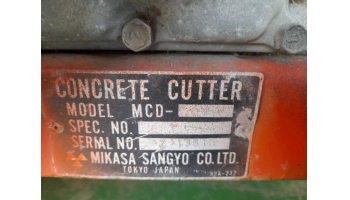 CONCRETE CUTTER
MODEL MCD-
SPEC. NO.
SERIAL NO.
MIKASA SANGYO CO. LTD.
TOKYO JAPAN